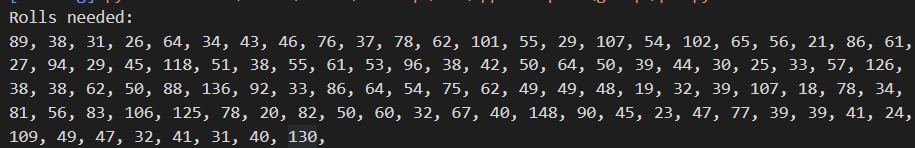 Rolls needed:
89, 38, 31, 26, 64, 34, 43, 46, 76, 37, 78, 62, 101, 55, 29, 107, 54, 102, 65, 56, 21, 86, 61,
27, 94, 29, 45, 118, 51, 38, 55, 61, 53, 96, 38, 42, 50, 64, 50, 39, 44, 30, 25, 33, 57, 126,
38, 38, 62, 50, 88, 136, 92, 33, 86, 64, 54, 75, 62, 49, 49, 48, 19, 32, 39, 107, 18, 78, 34,
81, 56, 83, 106, 125, 78, 20, 82, 50, 60, 32, 67, 40, 148, 90, 45, 23, 47, 77, 39, 39, 41, 24,
109, 49, 47, 32, 41, 31, 40, 130,